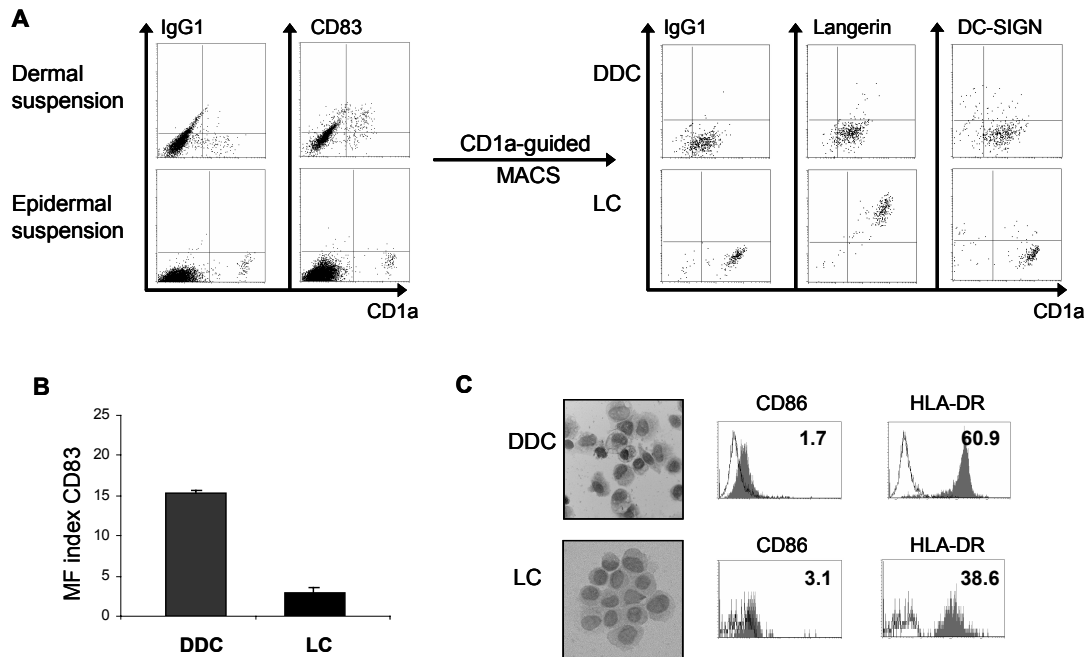 A
IgG1
CD83
Dermal
suspension
Epidermal
suspension
CD1a
CD1a-guided
MACS
IgG1
Langerin
DC-SIGN
DDC
LC
CD1a
B
MF index CD83
25
20
15
10
5
0
DDC
LC
C
CD86
HLA-DR
DDC
1.7
60.9
CD86
HLA-DR
LC
3.1
38.6